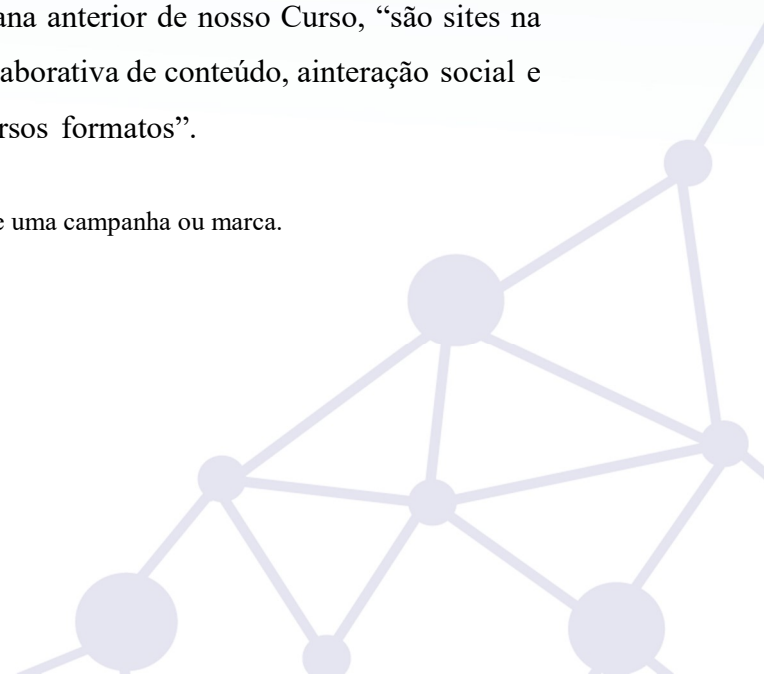 ana anterior de nosso Curso, “são sites na
aborativa de conteúdo, ainteração social e
rsos formatos”.
e uma campanha ou marca.